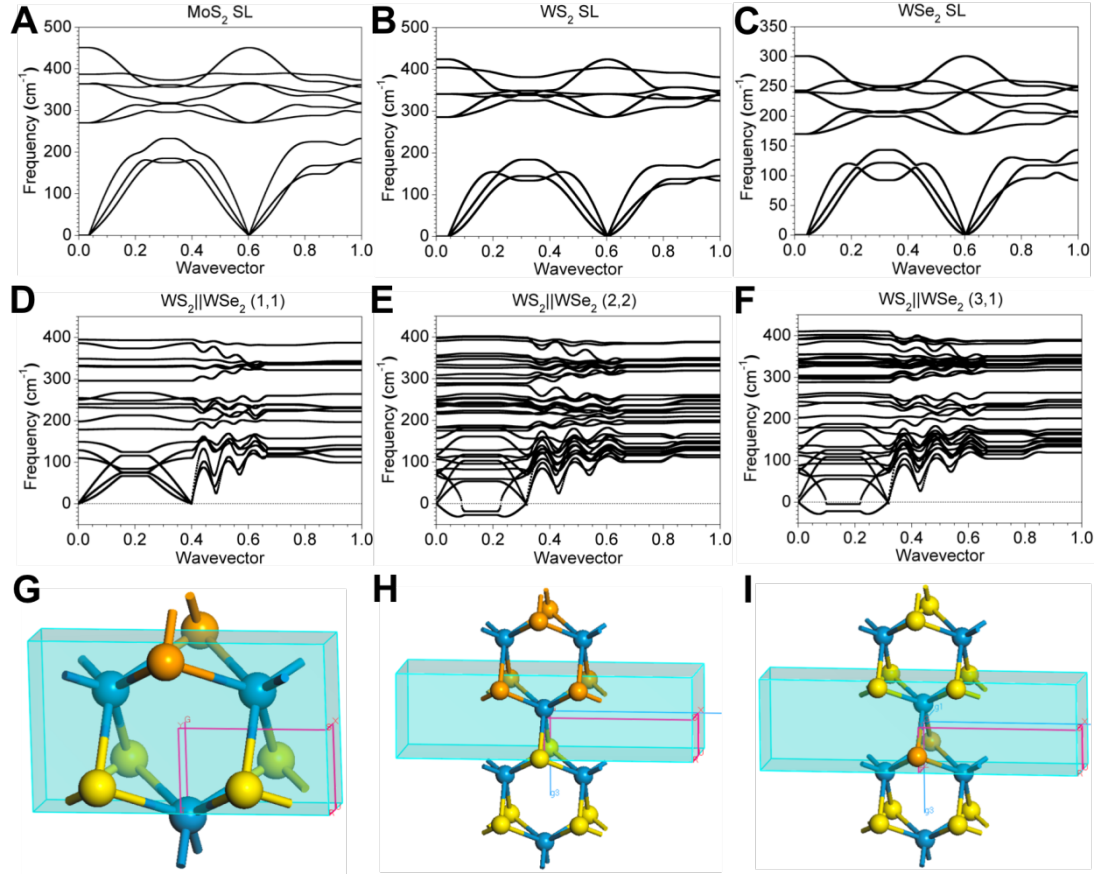 A MoS₂ SL
Frequency (cm⁻¹)
500
400
300
200
100
0
0.0 0.2 0.4 0.6 0.8 1.0
Wavevector
B WS₂ SL
Frequency (cm⁻¹)
500
400
300
200
100
0
0.0 0.2 0.4 0.6 0.8 1.0
Wavevector
C WSe₂ SL
Frequency (cm⁻¹)
350
300
250
200
150
100
50
0
0.0 0.2 0.4 0.6 0.8 1.0
Wavevector
D WS₂||WSe₂ (1,1)
Frequency (cm⁻¹)
400
300
200
100
0
0.0 0.2 0.4 0.6 0.8 1.0
Wavevector
E WS₂||WSe₂ (2,2)
Frequency (cm⁻¹)
400
300
200
100
0
0.0 0.2 0.4 0.6 0.8 1.0
Wavevector
F WS₂||WSe₂ (3,1)
Frequency (cm⁻¹)
400
300
200
100
0
0.0 0.2 0.4 0.6 0.8 1.0
Wavevector
G
G
X
H
g3
I
g1
g3